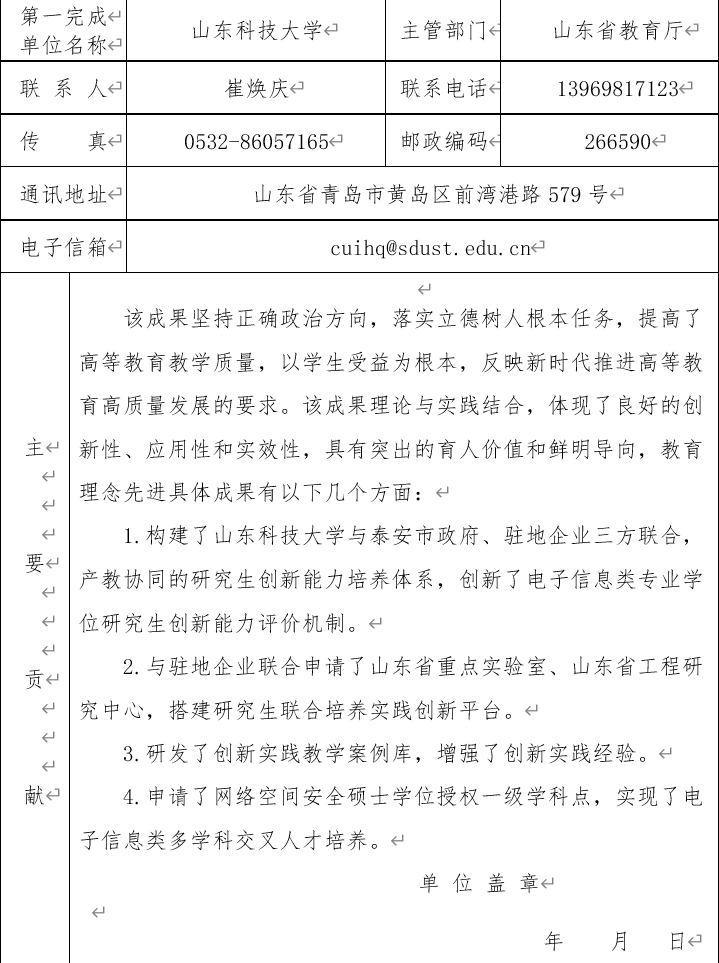 第一完成
单位名称 山东科技大学 主管部门 山东省教育厅
联 系 人 崔焕庆 联系电话 13969817123
传 真 0532-86057165 邮政编码 266590
通讯地址 山东省青岛市黄岛区前湾港路 579 号
电子信箱 cuihq@sdust.edu.cn
主
要
贡
献
该成果坚持正确政治方向，落实立德树人根本任务，提高了
高等教育教学质量，以学生受益为根本，反映新时代推进高等教
育高质量发展的要求。该成果理论与实践结合，体现了良好的创
新性、应用性和实效性，具有突出的育人价值和鲜明导向，教育
理念先进具体成果有以下几个方面：
1.构建了山东科技大学与泰安市政府、驻地企业三方联合，
产教协同的研究生创新能力培养体系，创新了电子信息类专业学
位研究生创新能力评价机制。
2.与驻地企业联合申请了山东省重点实验室、山东省工程研
究中心，搭建研究生联合培养实践创新平台。
3.研发了创新实践教学案例库，增强了创新实践经验。
4.申请了网络空间安全硕士学位授权一级学科点，实现了电
子信息类多学科交叉人才培养。
单 位 盖 章
年 月 日